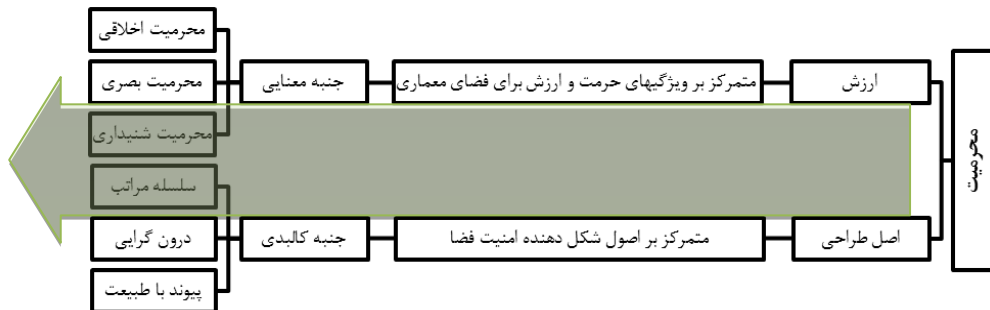 محرمیت
ارزش
متمرکز بر ویژگیهای حرمت و ارزش برای فضای معماری
جنبه معنایی
محرمیت اخلاقی
محرمیت بصری
محرمیت شنیداری
اصل طراحی
متمرکز بر اصول شکل دهنده امنیت فضا
جنبه کالبدی
سلسله مراتب
درون گرایی
پیوند با طبیعت